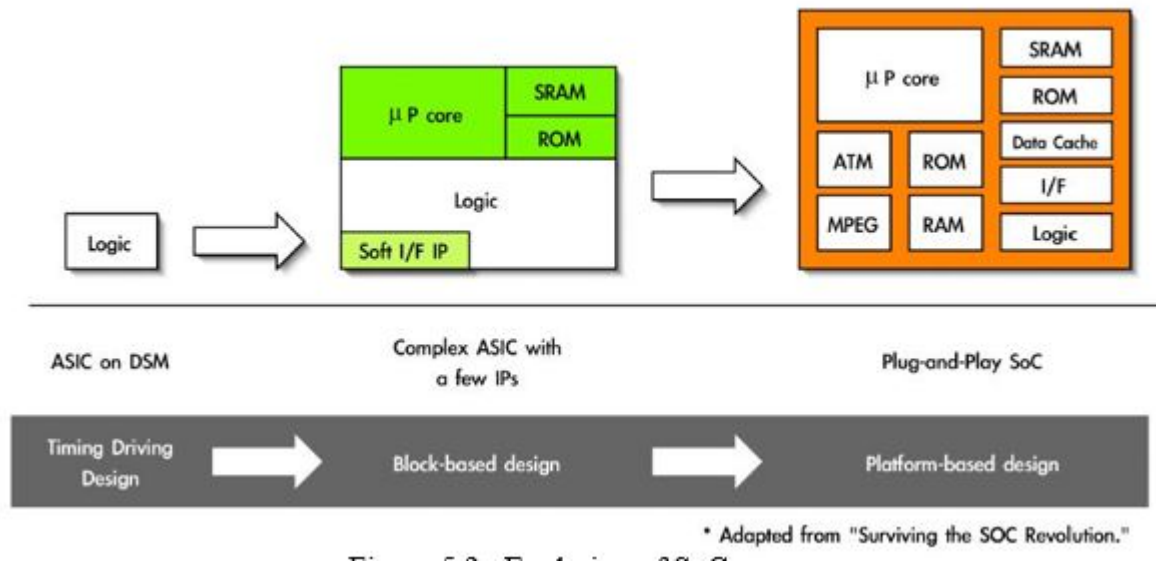 Logic
μP core
SRAM
ROM
Logic
Soft I/F IP
μP core
SRAM
ROM
Data Cache
I/F
Logic
ATM
ROM
MPEG
RAM
ASIC on DSM
Complex ASIC with
a few IPs
Plug-and-Play SoC
Timing Driving
Design
Block-based design
Platform-based design
* Adapted from "Surviving the SOC Revolution."